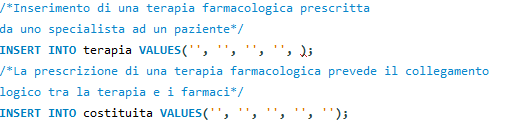 /*Inserimento di una terapia farmacologica prescritta
da uno specialista ad un paziente*/
INSERT INTO terapia VALUES('', '', '', '', );
/*La prescrizione di una terapia farmacologica prevede il collegamento
logico tra la terapia e i farmaci*/
INSERT INTO costituita VALUES('', '', '', '', '');